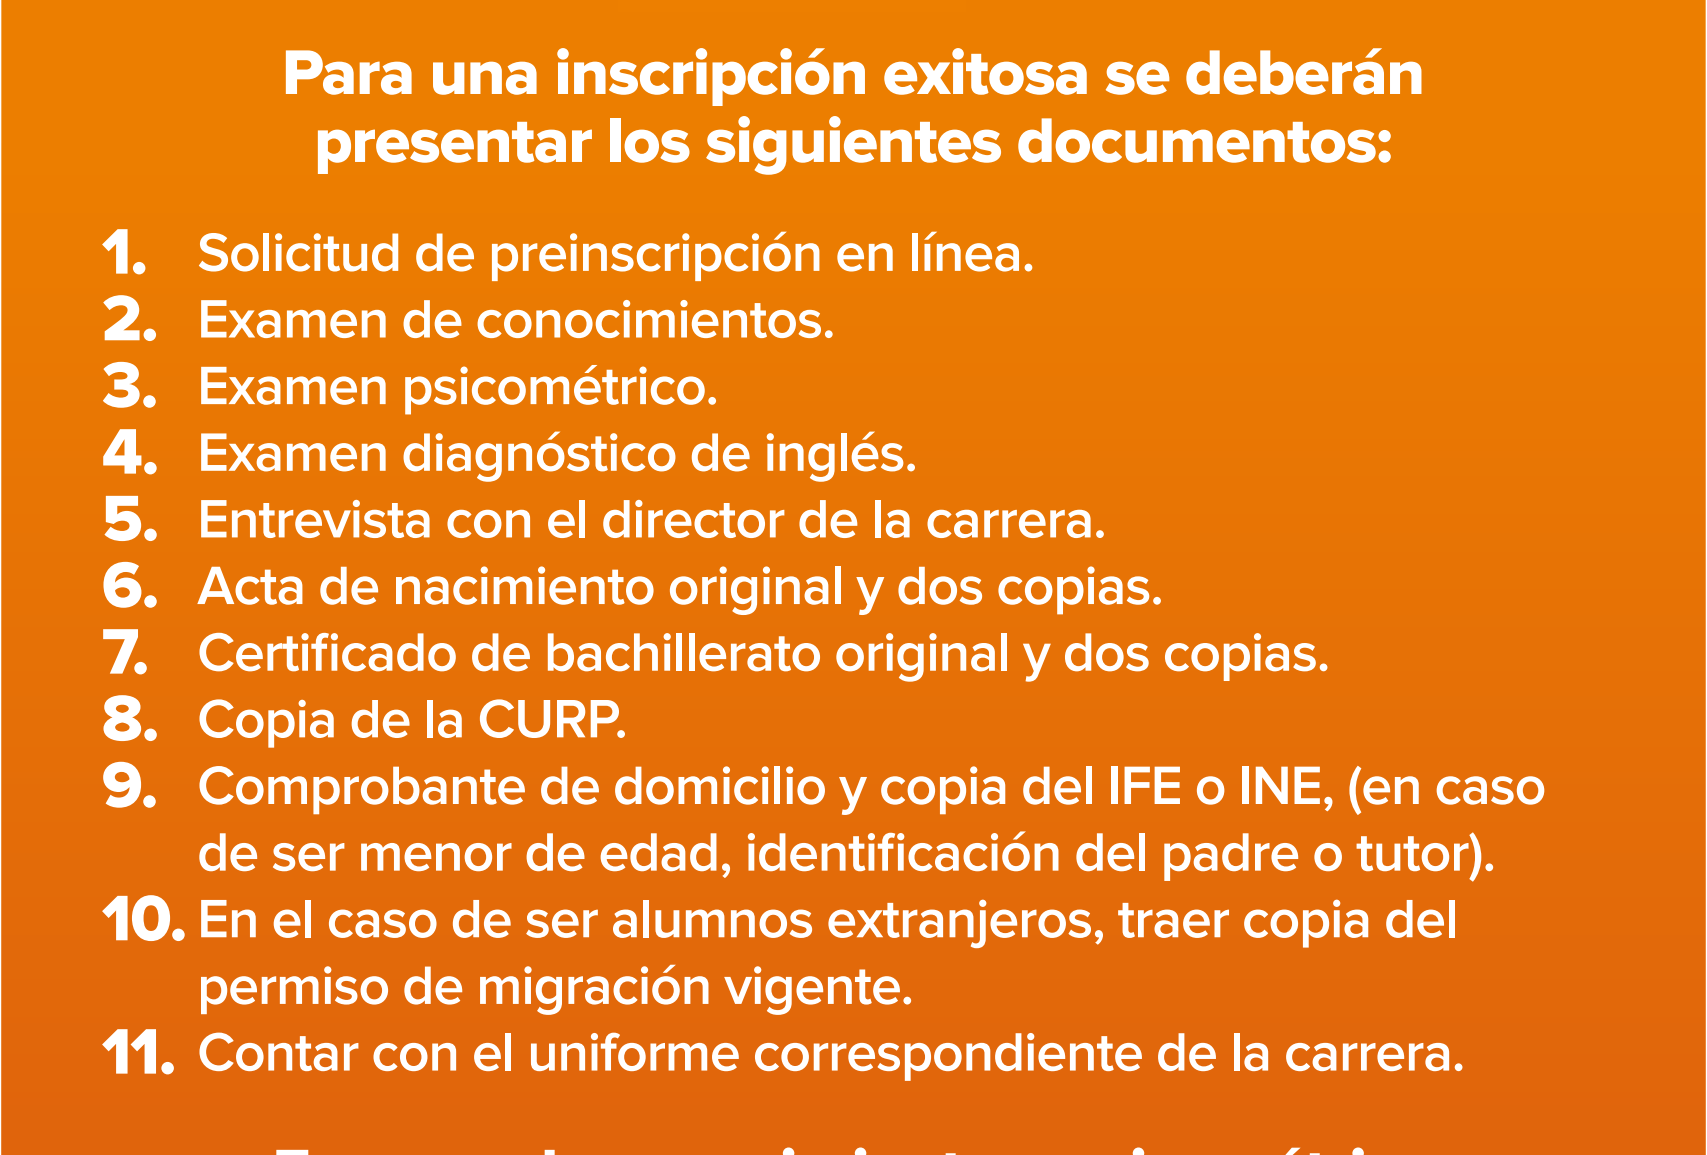 Para una inscripción exitosa se deberán
presentar los siguientes documentos:
1. Solicitud de preinscripción en línea.
2. Examen de conocimientos.
3. Examen psicométrico.
4. Examen diagnóstico de inglés.
5. Entrevista con el director de la carrera.
6. Acta de nacimiento original y dos copias.
7. Certificado de bachillerato original y dos copias.
8. Copia de la CURP.
9. Comprobante de domicilio y copia del IFE o INE, (en caso
de ser menor de edad, identificación del padre o tutor).
10. En el caso de ser alumnos extranjeros, traer copia del
permiso de migración vigente.
11. Contar con el uniforme correspondiente de la carrera.